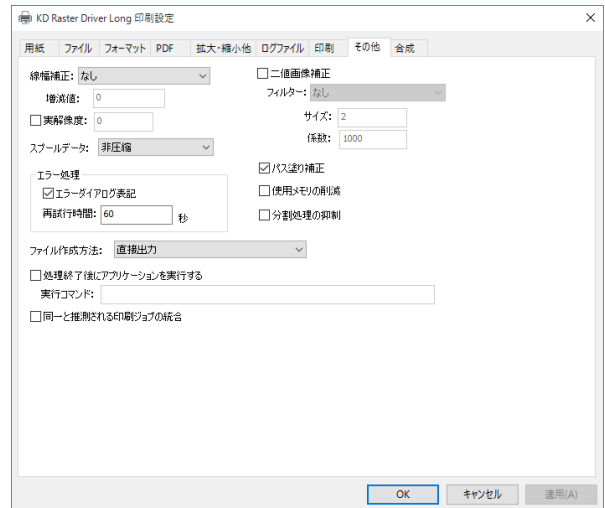 KD Raster Driver Long 印刷設定
用紙 ファイル フォーマット PDF 拡大・縮小他 ログファイル 印刷 その他 合成
線幅補正: なし
増減値: 0
実解像度: 0
スプールデータ: 非圧縮
エラー処理
エラーダイアログ表記
再試行時間: 60 秒
ファイル作成方法: 直接出力
処理終了後にアプリケーションを実行する
実行コマンド:
同一と推測される印刷ジョブの統合
二値画像補正
フィルター: なし
サイズ: 2
係数: 1000
パス塗り補正
使用メモリの削減
分割処理の抑制
OK キャンセル 適用(A)